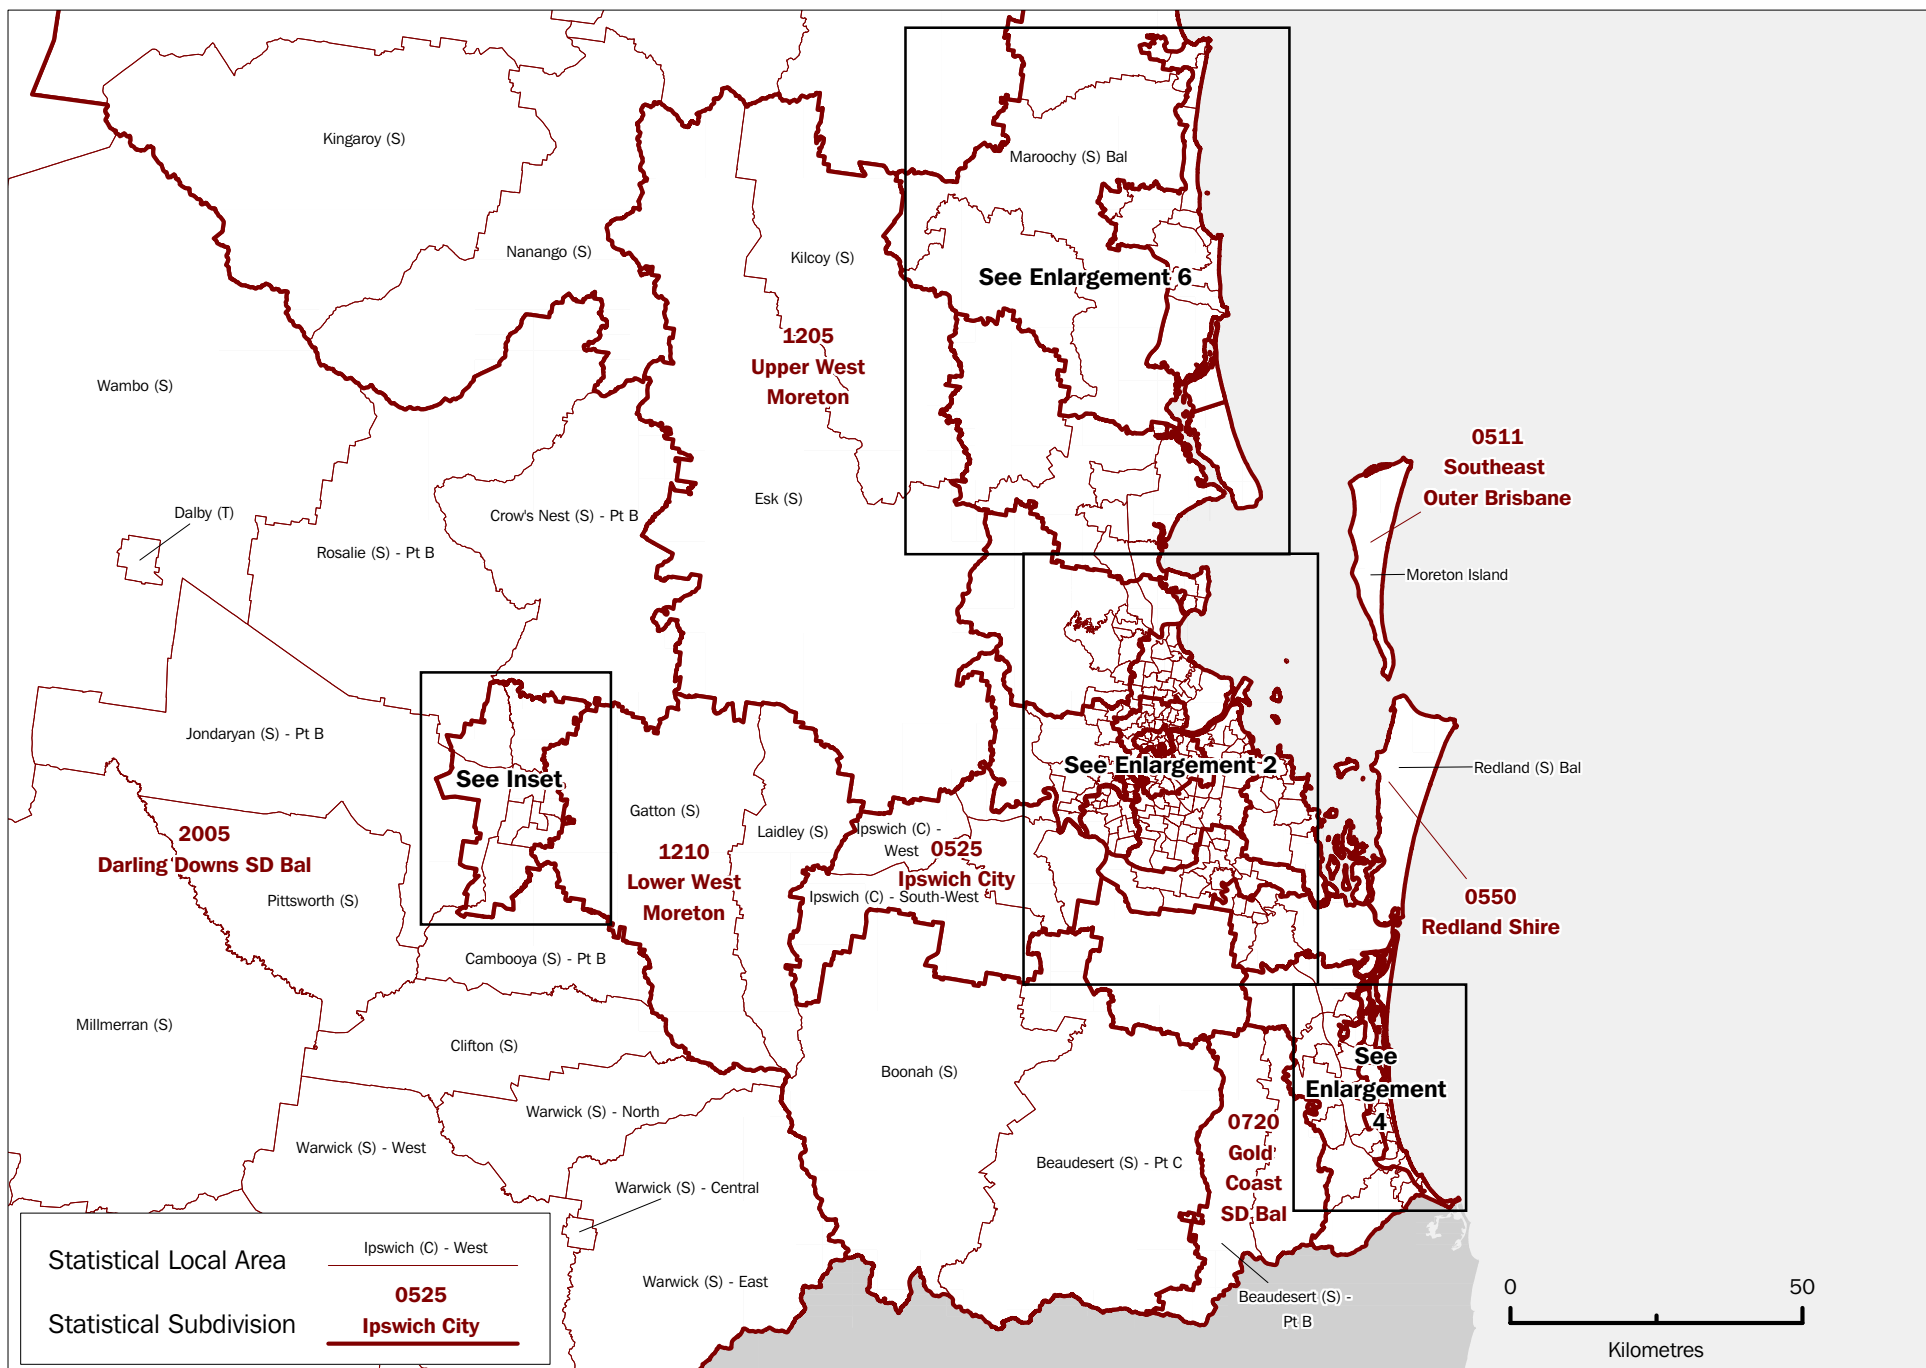 Kingaroy (S)
Maroochy (S) Bal
Nanango (S)
Kilcoy (S)
See Enlargement 6
1205
Upper West
Moreton
Wambo (S)
0511
Southeast
Outer Brisbane
Esk (S)
Dalby (T)
Crow's Nest (S) - Pt B
Rosalie (S) - Pt B
Moreton Island
Jondaryan (S) - Pt B
See Inset
See Enlargement 2
Redland (S) Bal
Gatton (S)
Laidley (S)
Ipswich (C) -
West
2005
Darling Downs SD Bal
1210
Lower West
Moreton
0525
Ipswich City
Pittsworth (S)
Ipswich (C) - South-West
0550
Redland Shire
Cambooya (S) - Pt B
Millmerran (S)
Clifton (S)
Boonah (S)
See
Enlargement
4
Warwick (S) - North
Warwick (S) - West
0720
Gold
Coast
SD Bal
Beaudesert (S) - Pt C
Warwick (S) - Central
Warwick (S) - East
Beaudesert (S) -
Pt B
Statistical Local Area
Ipswich (C) - West
Statistical Subdivision
0525
Ipswich City
0 50
Kilometres